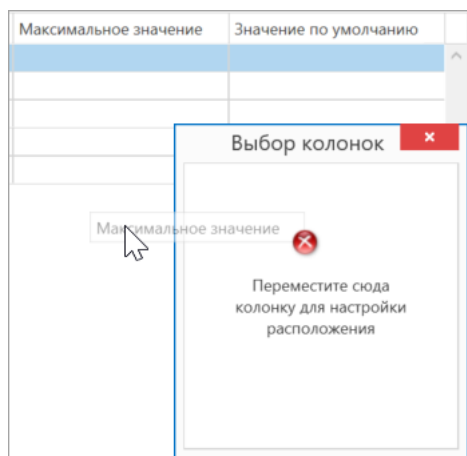 Максимальное значение Значение по умолчанию
Выбор колонок
Максимальное значение
Переместите сюда
колонку для настройки
расположения